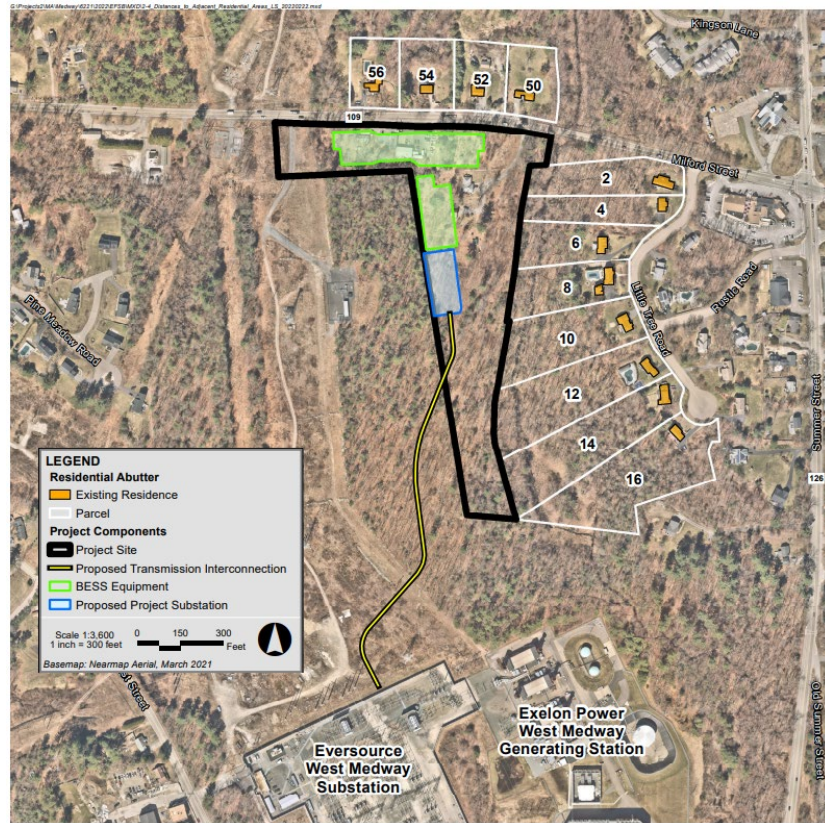 G:\Projects2\MA\Medway\6221\2022\EFSB\MXD\2-4_Distances_to_Adjacent_Residential_Areas_LS_20220223.mxd
Kingson Lane
56
54
52
50
109
Milford Street
2
4
6
8
10
12
14
16
Rustic Road
Little Tree Road
Pine Meadow Road
Summer Street
126
LEGEND
Residential Abutter
Existing Residence
Parcel
Project Components
Project Site
Proposed Transmission Interconnection
BESS Equipment
Proposed Project Substation
Scale 1:3,600
1 inch = 300 feet
0 150 300
Feet
Basemap: Nearmap Aerial, March 2021
Street
Eversource
West Medway
Substation
Exelon Power
West Medway
Generating Station
Old Summer Street